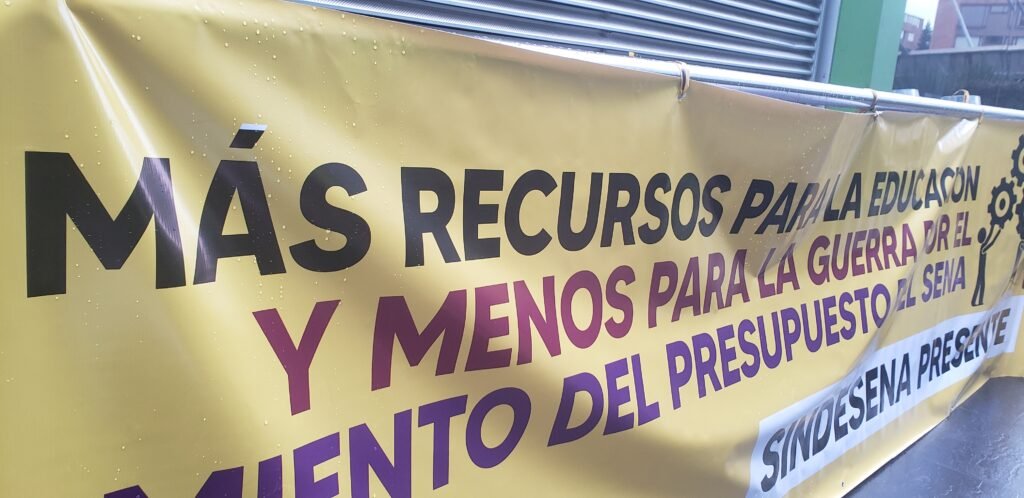 MÁS RECURSOS PARA LA EDUCACIÓN
Y MENOS PARA LA GUERRA POR EL
MIENTO DEL PRESUPUESTO DEL SENA
SINDESENA PRESENTE